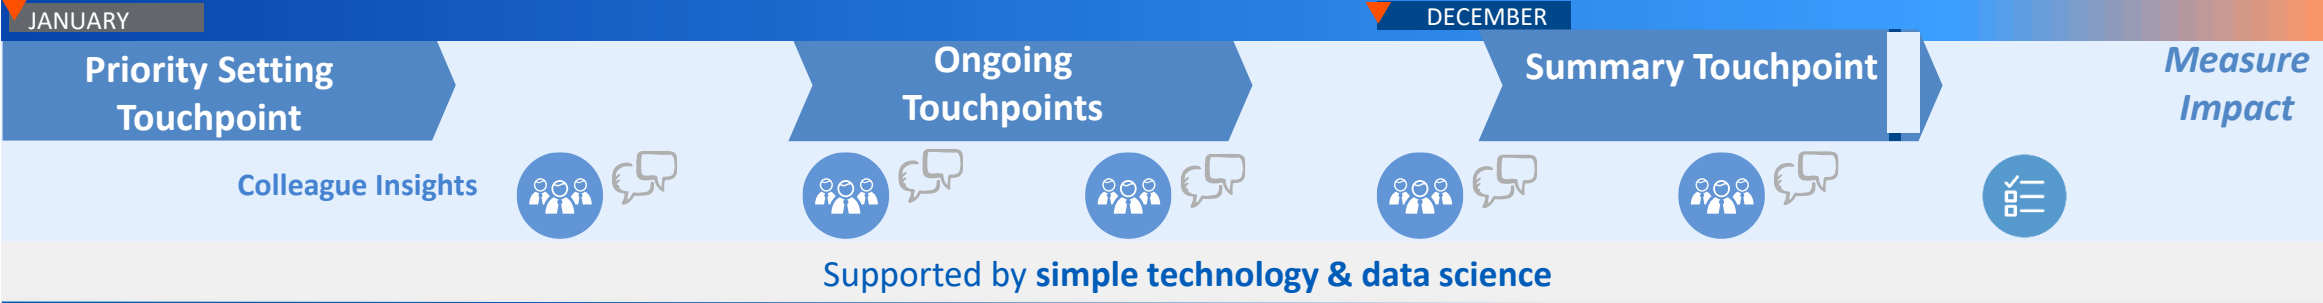 JANUARY
DECEMBER
Priority Setting
Touchpoint
Ongoing
Touchpoints
Summary Touchpoint
Measure
Impact
Colleague Insights
Supported by simple technology & data science